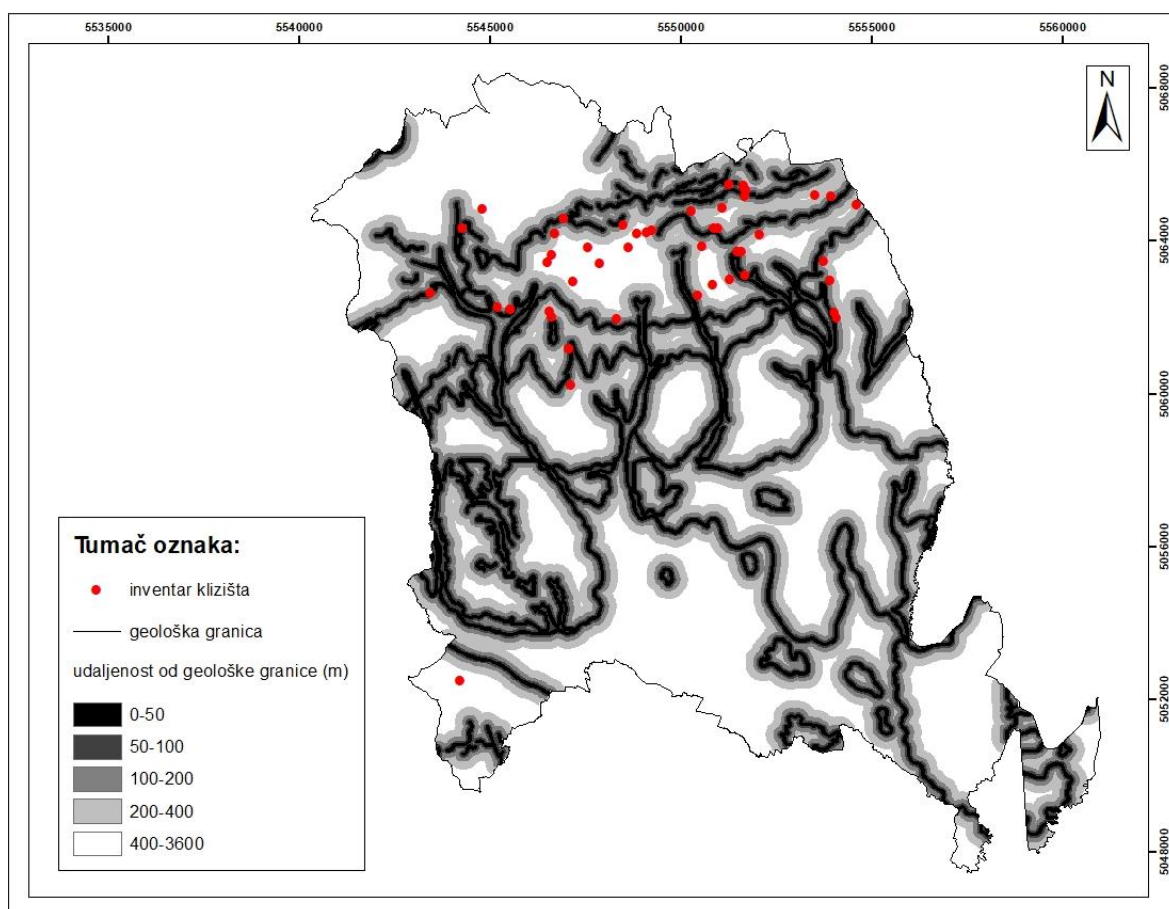 5535000 5540000 5545000 5550000 5555000 5560000
N
5068000
5064000
5060000
5056000
5052000
5048000
Tumač oznaka:
inventar klizišta
geološka granica
udaljenost od geološke granice (m)
0-50
50-100
100-200
200-400
400-3600